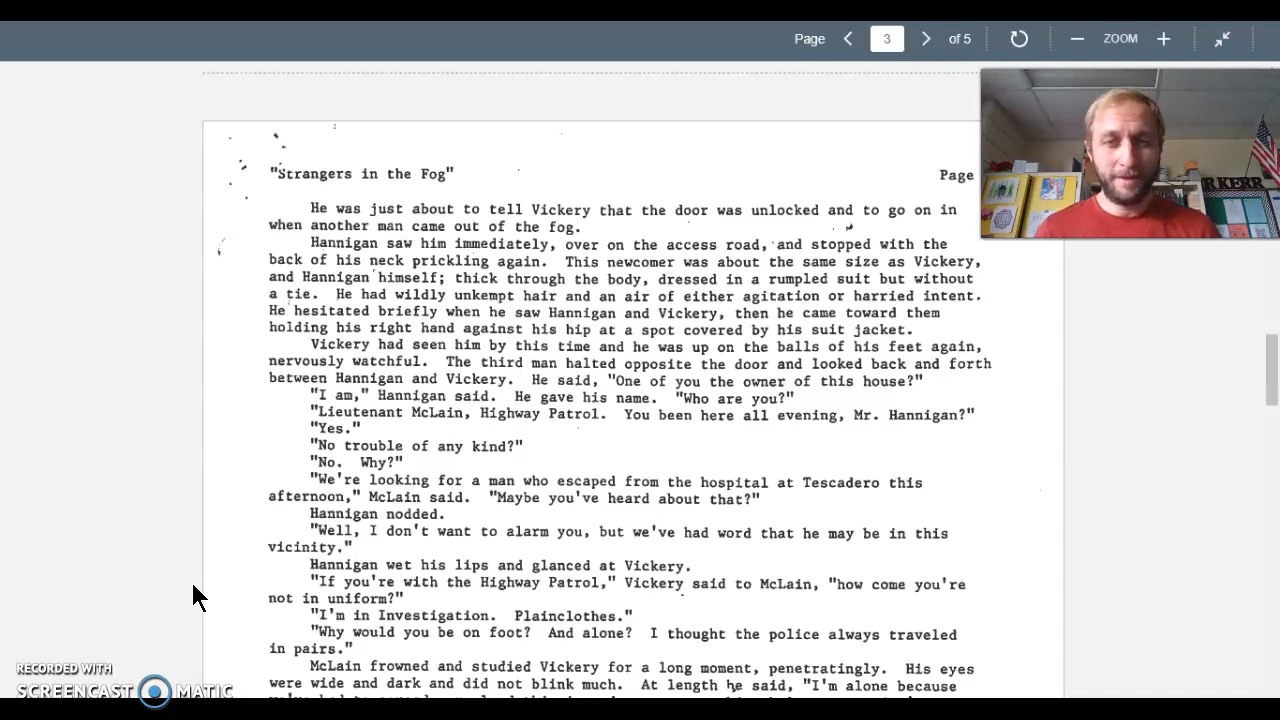 Page 3 of 5 ZOOM
"Strangers in the Fog" Page
He was just about to tell Vickery that the door was unlocked and to go on in
when another man came out of the fog.
Hannigan saw him immediately, over on the access road, and stopped with the
back of his neck prickling again. This newcomer was about the same size as Vickery,
and Hannigan himself; thick through the body, dressed in a rumpled suit but without
a tie. He had wildly unkempt hair and an air of either agitation or harried intent.
He hesitated briefly when he saw Hannigan and Vickery, then he came toward them
holding his right hand against his hip at a spot covered by his suit jacket.
Vickery had seen him by this time and he was up on the balls of his feet again,
nervously watchful. The third man halted opposite the door and looked back and forth
between Hannigan and Vickery. He said, "One of you the owner of this house?"
"I am," Hannigan said. He gave his name. "Who are you?"
"Lieutenant McLain, Highway Patrol. You been here all evening, Mr. Hannigan?"
"Yes."
"No trouble of any kind?"
"No. Why?"
"We're looking for a man who escaped from the hospital at Tescadero this
afternoon," McLain said. "Maybe you've heard about that?"
Hannigan nodded.
"Well, I don't want to alarm you, but we've had word that he may be in this
vicinity."
Hannigan wet his lips and glanced at Vickery.
"If you're with the Highway Patrol," Vickery said to McLain, "how come you're
not in uniform?"
"I'm in Investigation. Plainclothes."
"Why would you be on foot? And alone? I thought the police always traveled
in pairs."
McLain frowned and studied Vickery for a long moment, penetratingly. His eyes
were wide and dark and did not blink much. At length he said, "I'm alone because
RKERR
RECORDED WITH
SCREENCAST MATIC